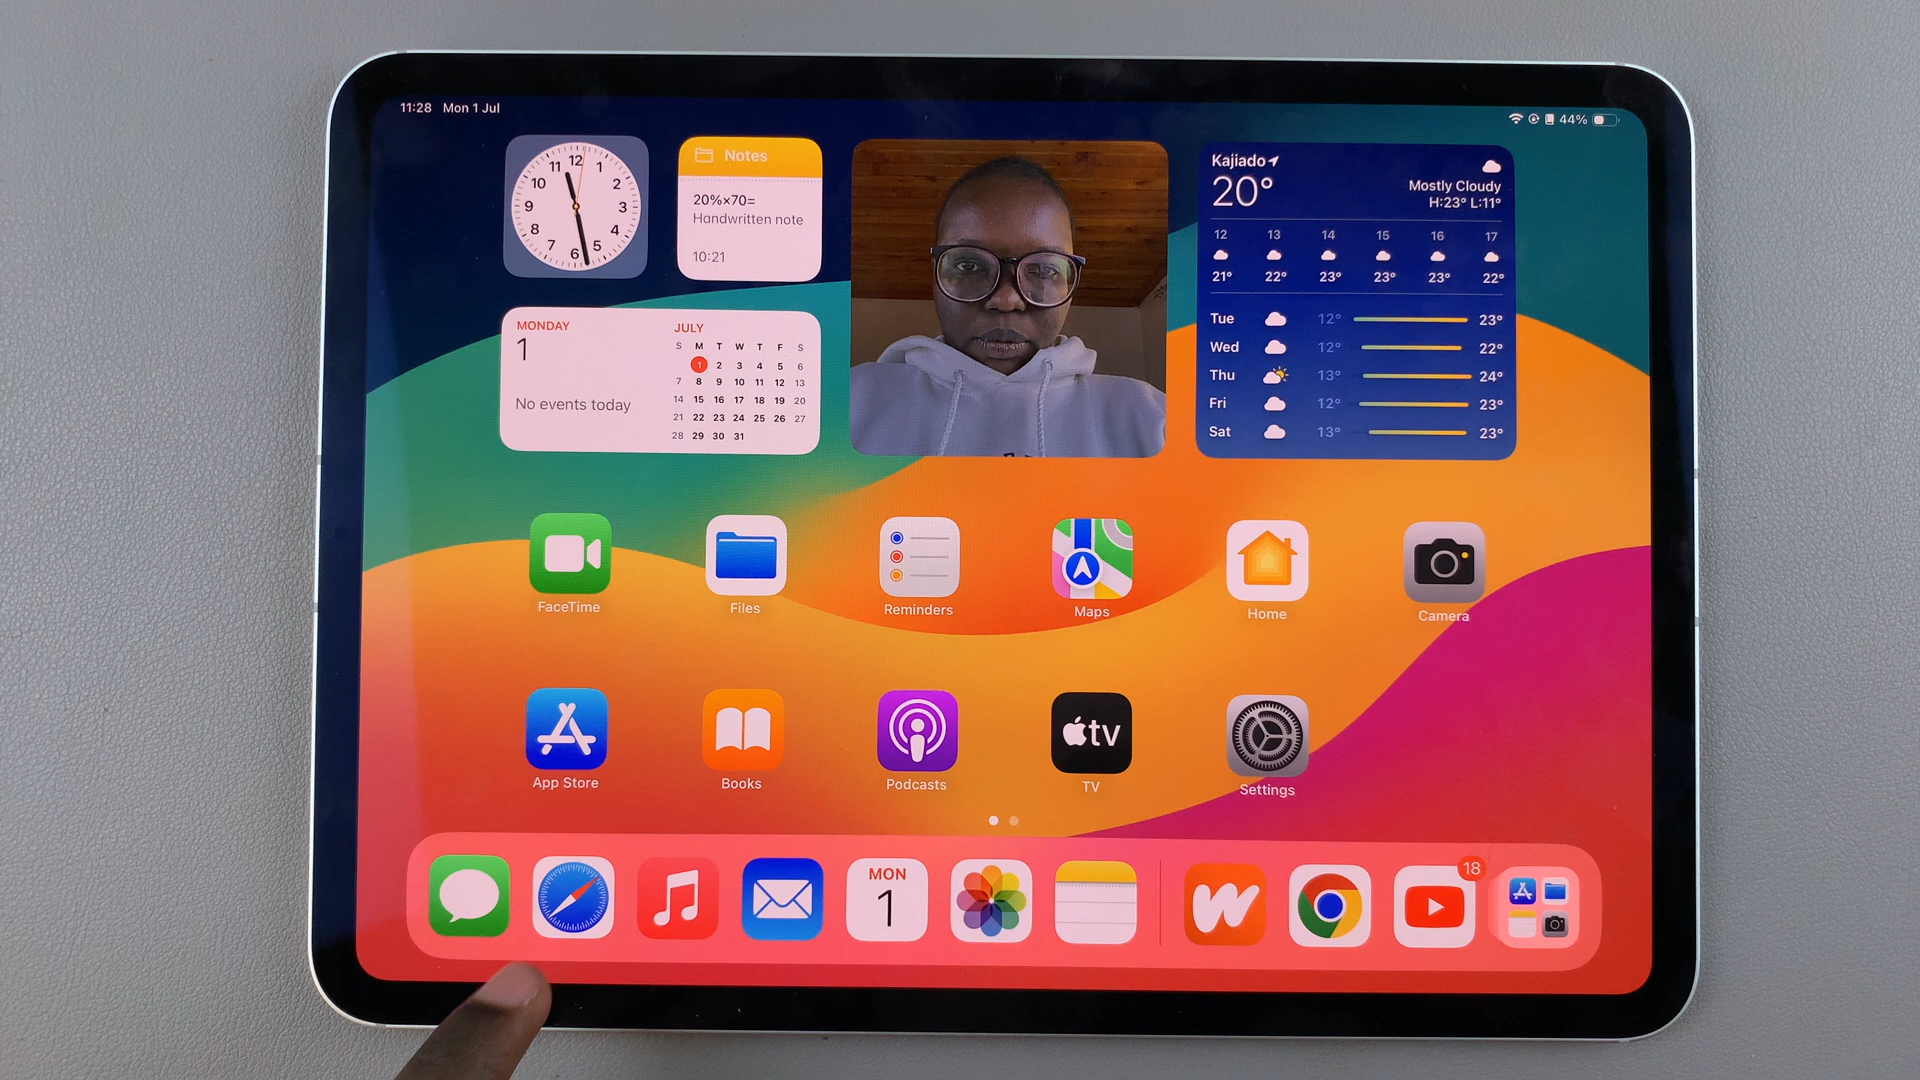 11:28 Mon 1 Jul
44%
12
1
2
3
4
5
6
7
8
9
10
11
Notes
20%×70=
Handwritten note
10:21
Kajiado
20°
Mostly Cloudy
H:23° L:11°
12 13 14 15 16 17
21° 22° 23° 23° 23° 22°
Tue 12° 23°
Wed 12° 22°
Thu 13° 24°
Fri 12° 23°
Sat 13° 23°
MONDAY
1
No events today
JULY
S M T W T F S
1 2 3 4 5 6
7 8 9 10 11 12 13
14 15 16 17 18 19 20
21 22 23 24 25 26 27
28 29 30 31
FaceTime
Files
Reminders
Maps
Home
Camera
tv
App Store
Books
Podcasts
TV
Settings
MON
1
18